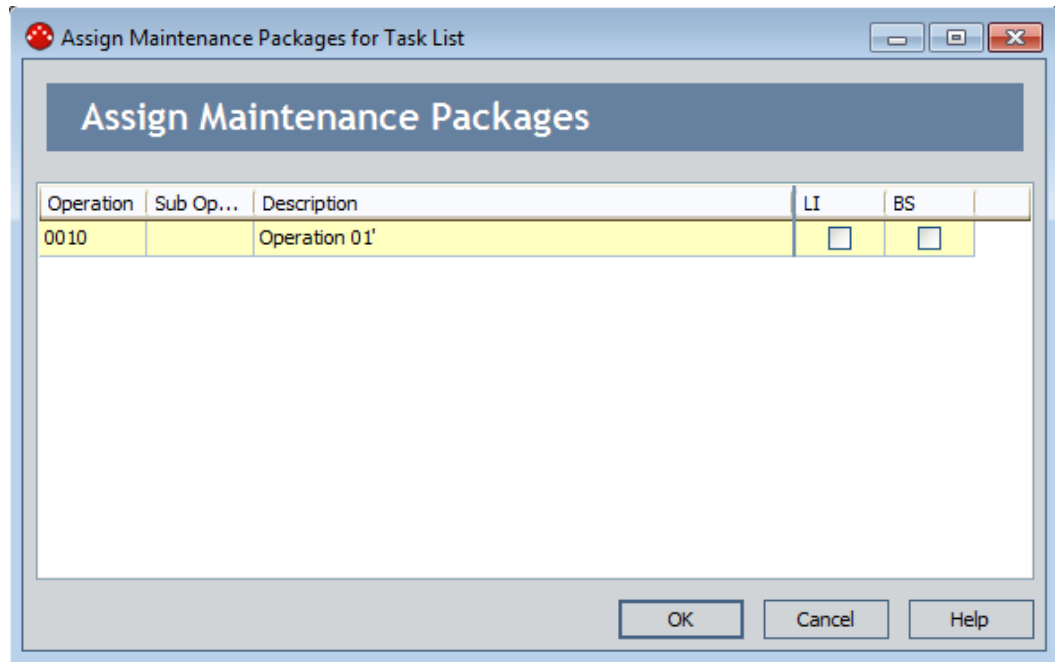 Assign Maintenance Packages for Task List
Assign Maintenance Packages
Operation Sub Op... Description LI BS
0010 Operation 01'
OK Cancel Help